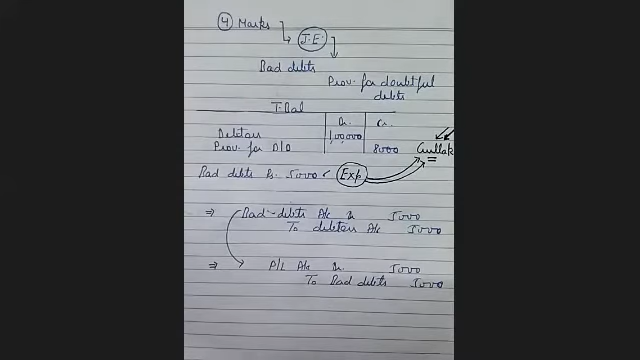 4 Marks
J.E.
Bad debts
Prov. for doubtful
debts
T. Bal
Dr. Cr.
Debtors 1,00,000
Prov. for D/D 8000 Gullak
Bad debts Rs. 5000 Exp
⇒ Bad-debts A/c Dr 5000
To debtors A/c 5000
⇒ P/L A/c Dr. 5000
To Bad debts 5000